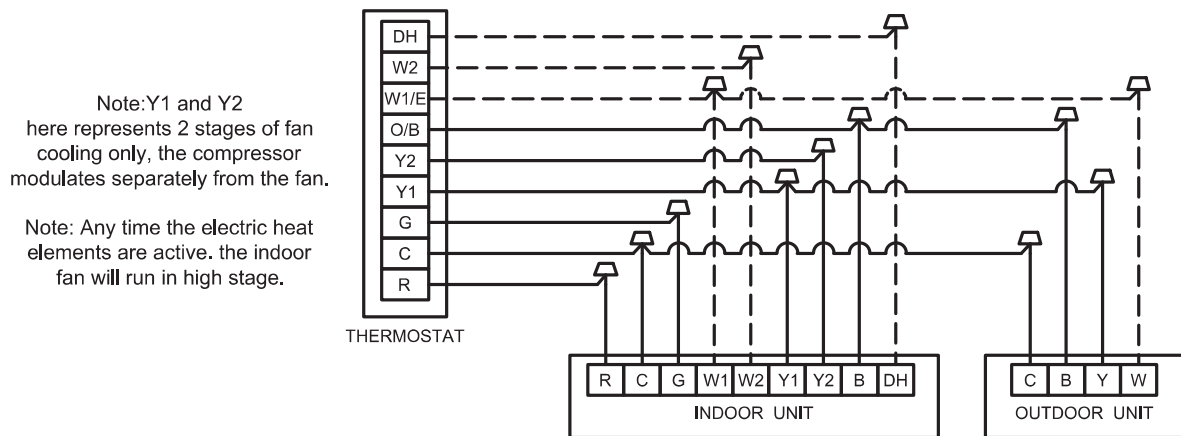 Note:Y1 and Y2
here represents 2 stages of fan
cooling only, the compressor
modulates separately from the fan.
Note: Any time the electric heat
elements are active. the indoor
fan will run in high stage.
DH
W2
W1/E
O/B
Y2
Y1
G
C
R
THERMOSTAT
R C G W1 W2 Y1 Y2 B DH
INDOOR UNIT
C B Y W
OUTDOOR UNIT